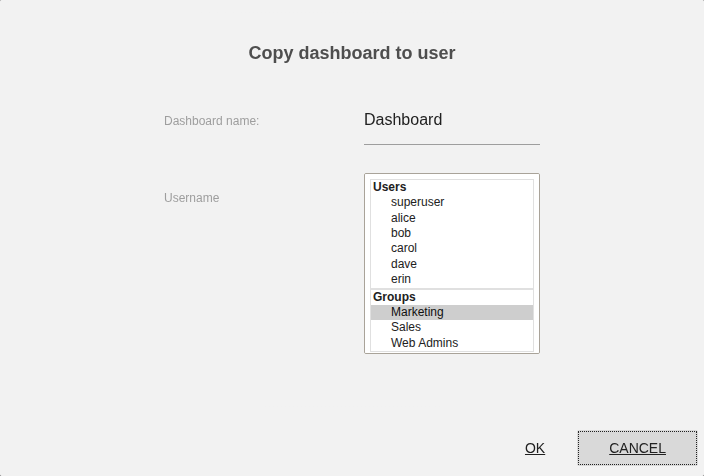 Copy dashboard to user
Dashboard name:
Dashboard
Username
Users
superuser
alice
bob
carol
dave
erin
Groups
Marketing
Sales
Web Admins
OK
CANCEL